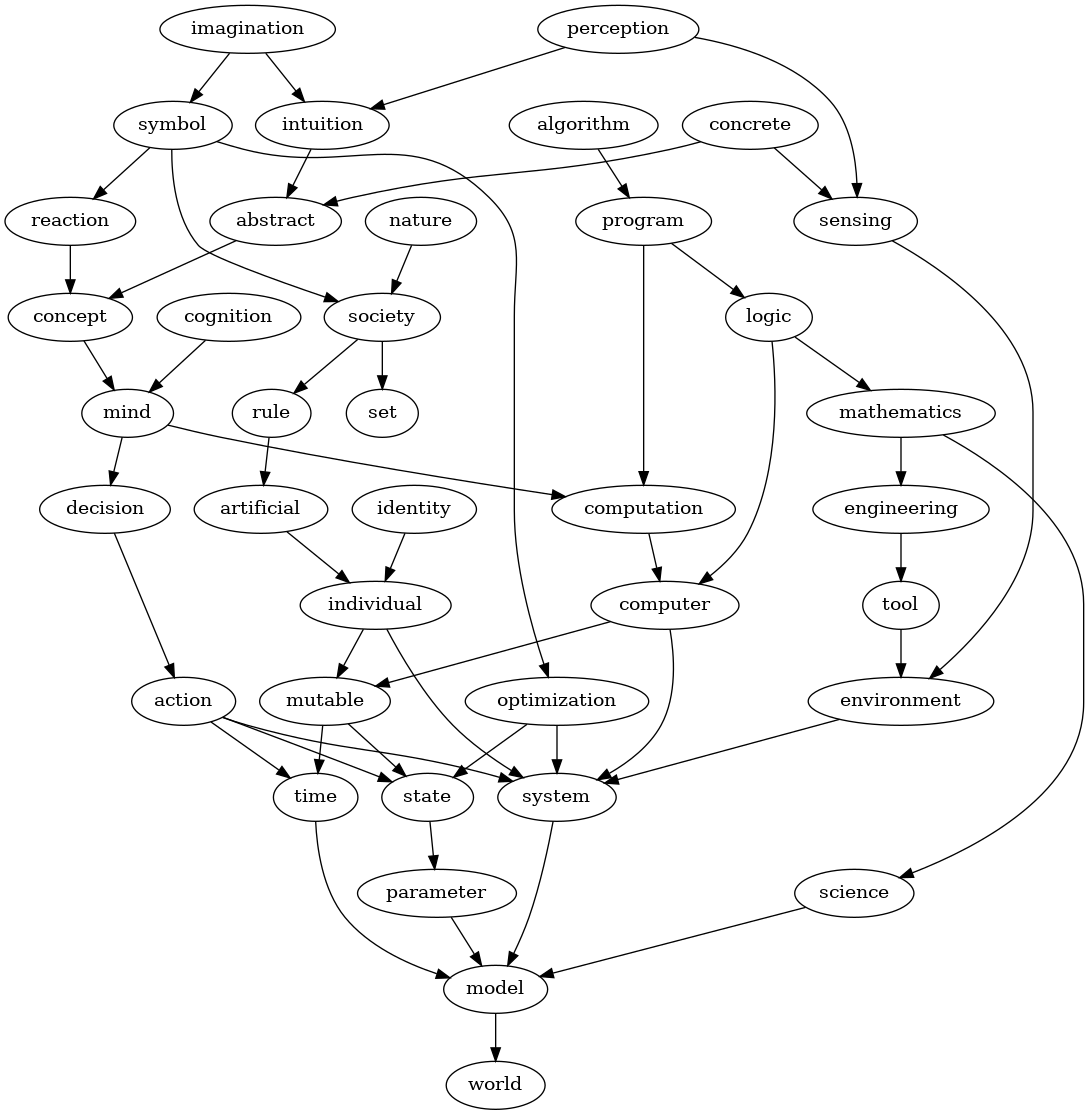 imagination
perception
symbol
intuition
algorithm
concrete
reaction
abstract
nature
program
sensing
concept
cognition
society
logic
mind
rule
set
mathematics
decision
artificial
identity
computation
engineering
individual
computer
tool
action
mutable
optimization
environment
time
state
system
parameter
science
model
world